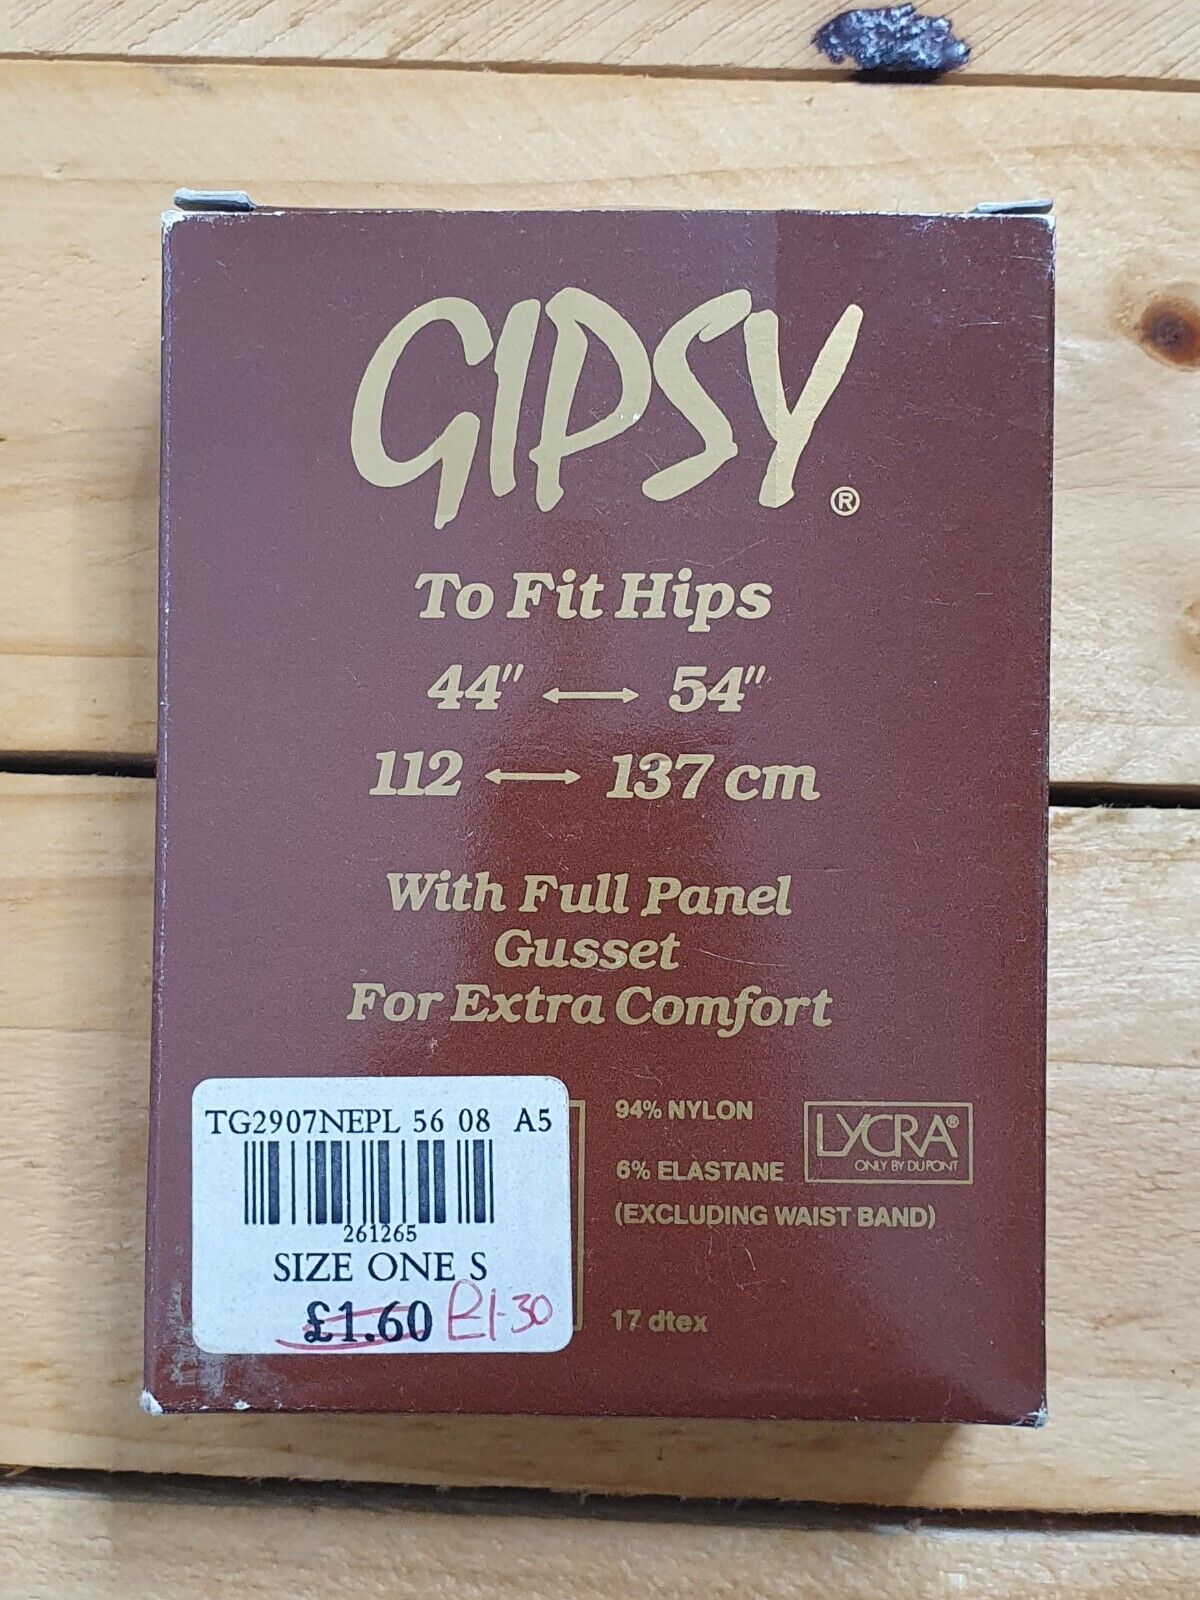 GIPSY®
To Fit Hips
44" ⟷ 54"
112 ⟷ 137 cm
With Full Panel
Gusset
For Extra Comfort
TG2907NEPL 56 08 A5
261265
SIZE ONE S
£1.60 £1-30
94% NYLON
6% ELASTANE
(EXCLUDING WAIST BAND)
LYCRA®
ONLY BY DU PONT
17 dtex